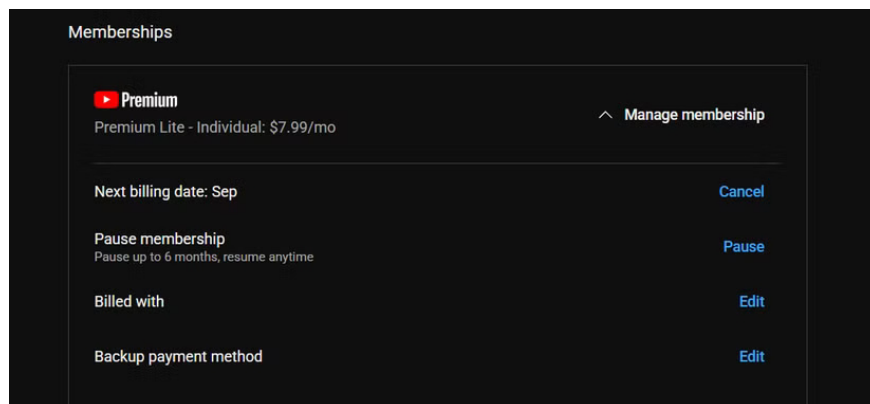 Memberships
Premium
Premium Lite - Individual: $7.99/mo
Manage membership
Next billing date: Sep
Cancel
Pause membership
Pause up to 6 months, resume anytime
Pause
Billed with
Edit
Backup payment method
Edit